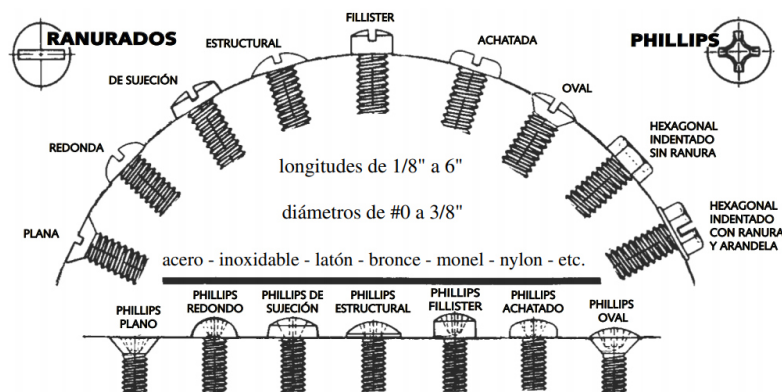 RANURADOS
PHILLIPS
PLANA
REDONDA
DE SUJECIÓN
ESTRUCTURAL
FILLISTER
ACHATADA
OVAL
HEXAGONAL
INDENTADO
SIN RANURA
HEXAGONAL
INDENTADO
CON RANURA
Y ARANDELA
longitudes de 1/8" a 6"
diámetros de #0 a 3/8"
acero - inoxidable - latón - bronce - monel - nylon - etc.
PHILLIPS
PLANO
PHILLIPS
REDONDO
PHILLIPS DE
SUJECIÓN
PHILLIPS
ESTRUCTURAL
PHILLIPS
FILLISTER
PHILLIPS
ACHATADO
PHILLIPS
OVAL